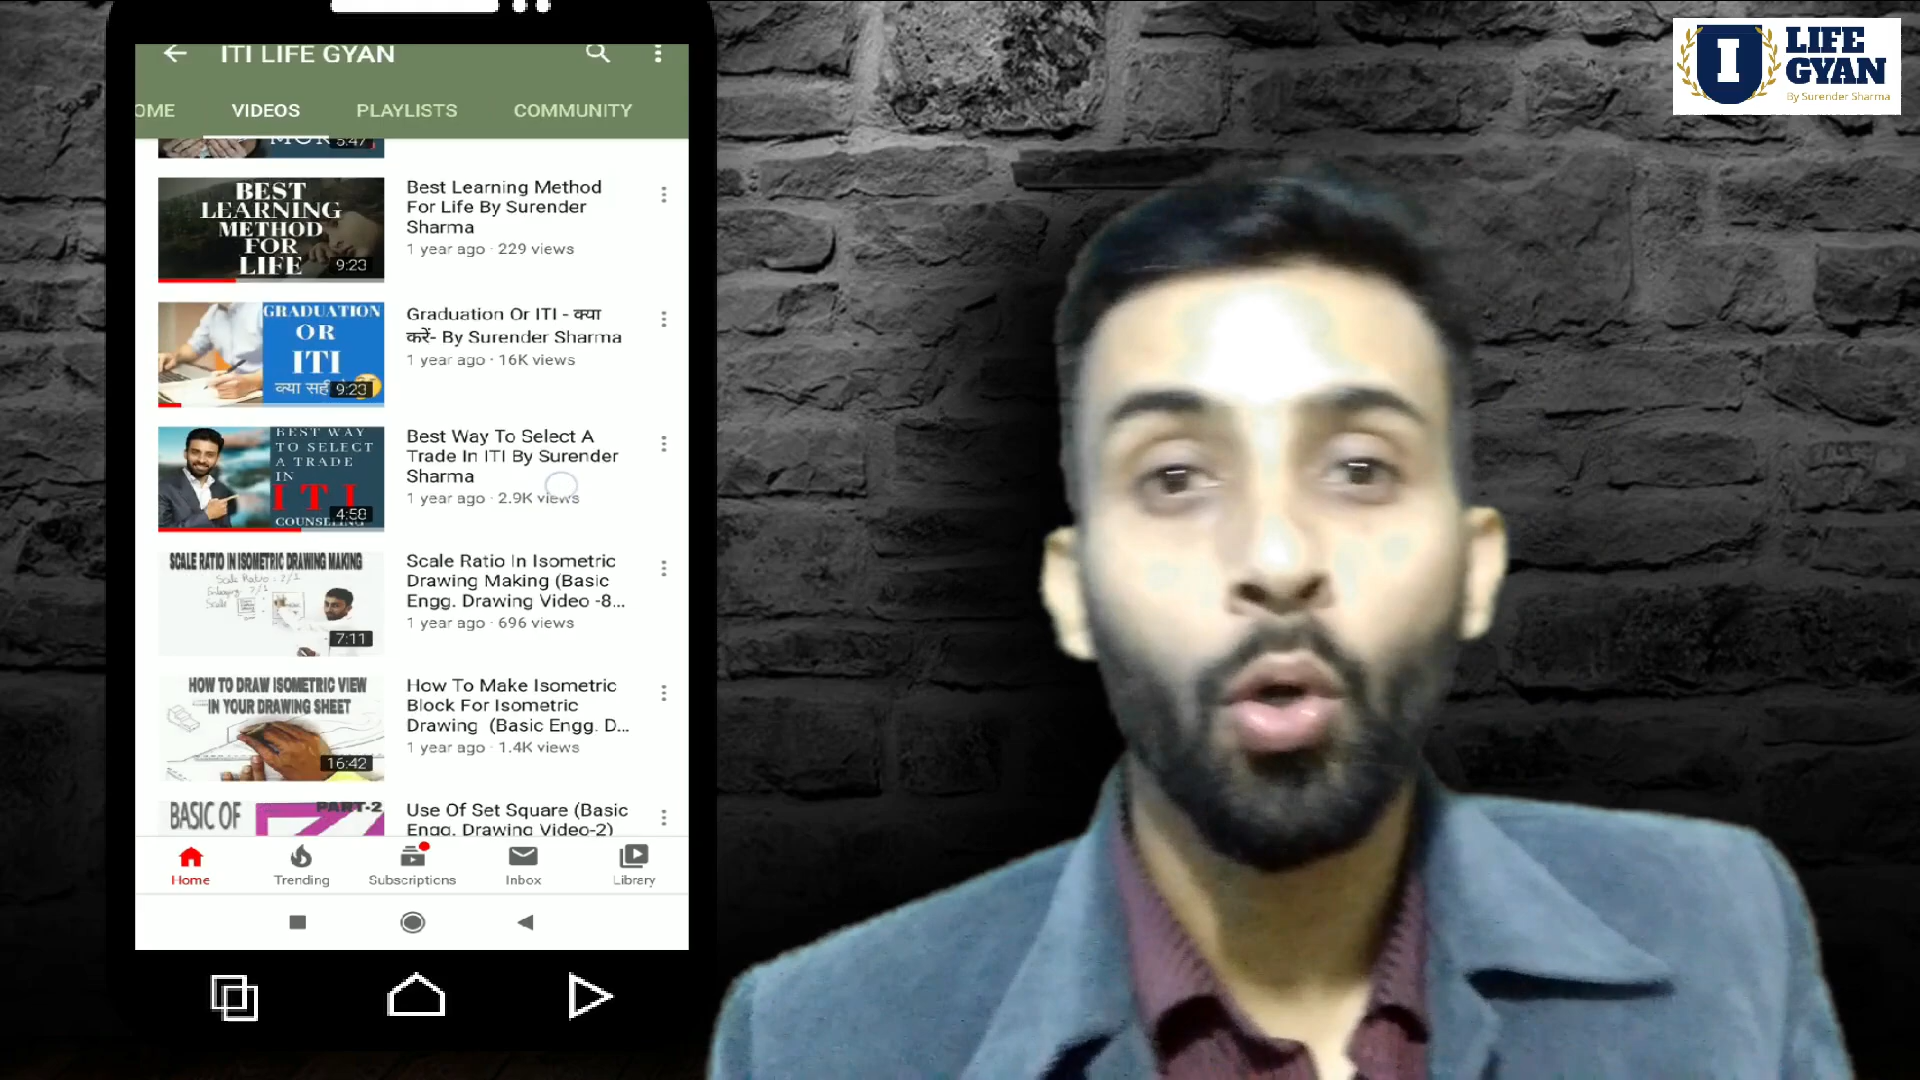 ITI LIFE GYAN
OME VIDEOS PLAYLISTS COMMUNITY
5:47
BEST
LEARNING
METHOD
FOR
LIFE
9:23
Best Learning Method
For Life By Surender
Sharma
1 year ago · 229 views
GRADUATION
OR
ITI
क्या सही
9:23
Graduation Or ITI - क्या
करें- By Surender Sharma
1 year ago · 16K views
BEST WAY
TO SELECT
A TRADE
IN
ITI
COUNSELING
4:58
Best Way To Select A
Trade In ITI By Surender
Sharma
1 year ago · 2.9K views
SCALE RATIO IN ISOMETRIC DRAWING MAKING
Scale Ratio : 2/1
7:11
Scale Ratio In Isometric
Drawing Making (Basic
Engg. Drawing Video -8...
1 year ago · 696 views
HOW TO DRAW ISOMETRIC VIEW
IN YOUR DRAWING SHEET
16:42
How To Make Isometric
Block For Isometric
Drawing (Basic Engg. D...
1 year ago · 1.4K views
BASIC OF
PART-2
Use Of Set Square (Basic
Engg. Drawing Video-2)
Home Trending Subscriptions Inbox Library
I LIFE
GYAN
By Surender Sharma